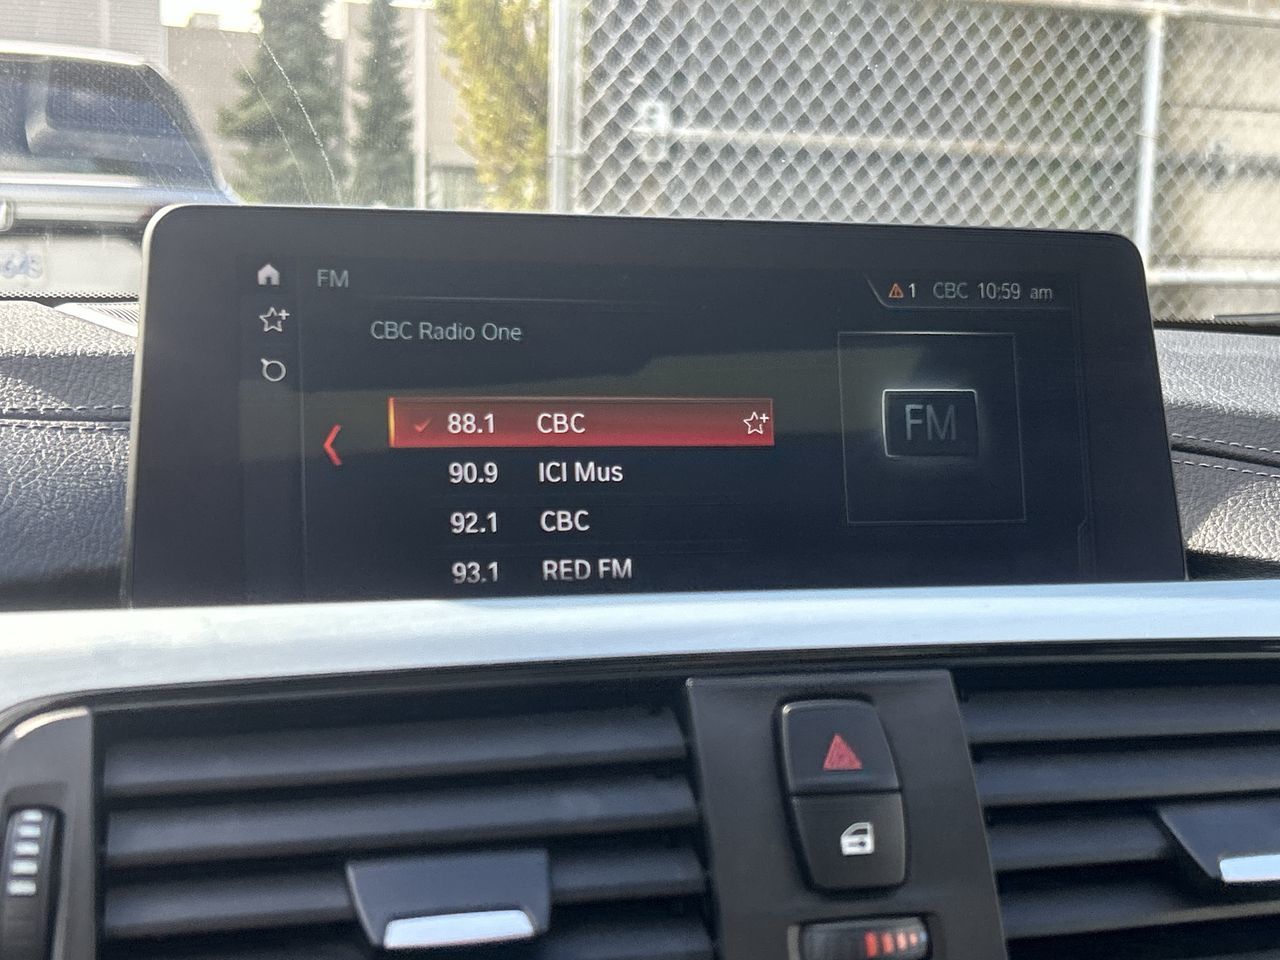 FM
1 CBC 10:59 am
CBC Radio One
88.1 CBC
90.9 ICI Mus
92.1 CBC
93.1 RED FM
FM